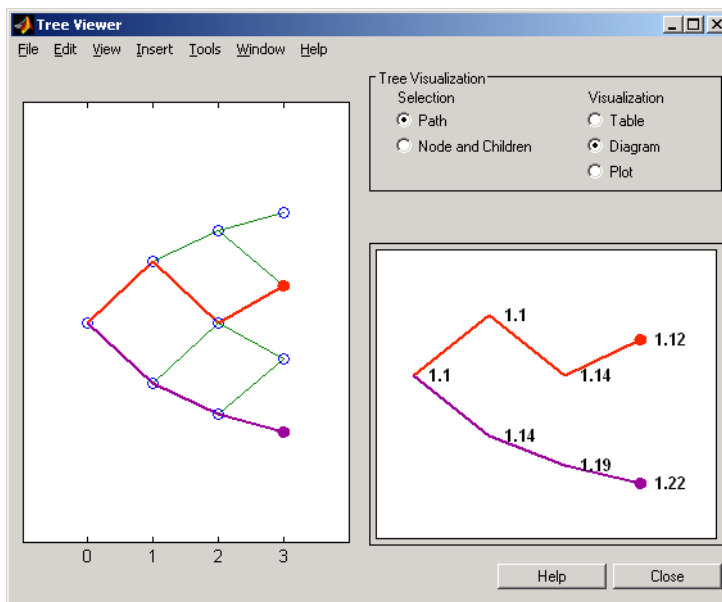 Tree Viewer
File Edit View Insert Tools Window Help
Tree Visualization
Selection
Path
Node and Children
Visualization
Table
Diagram
Plot
0 1 2 3
1.1
1.12
1.1
1.14
1.14
1.19
1.22
Help Close